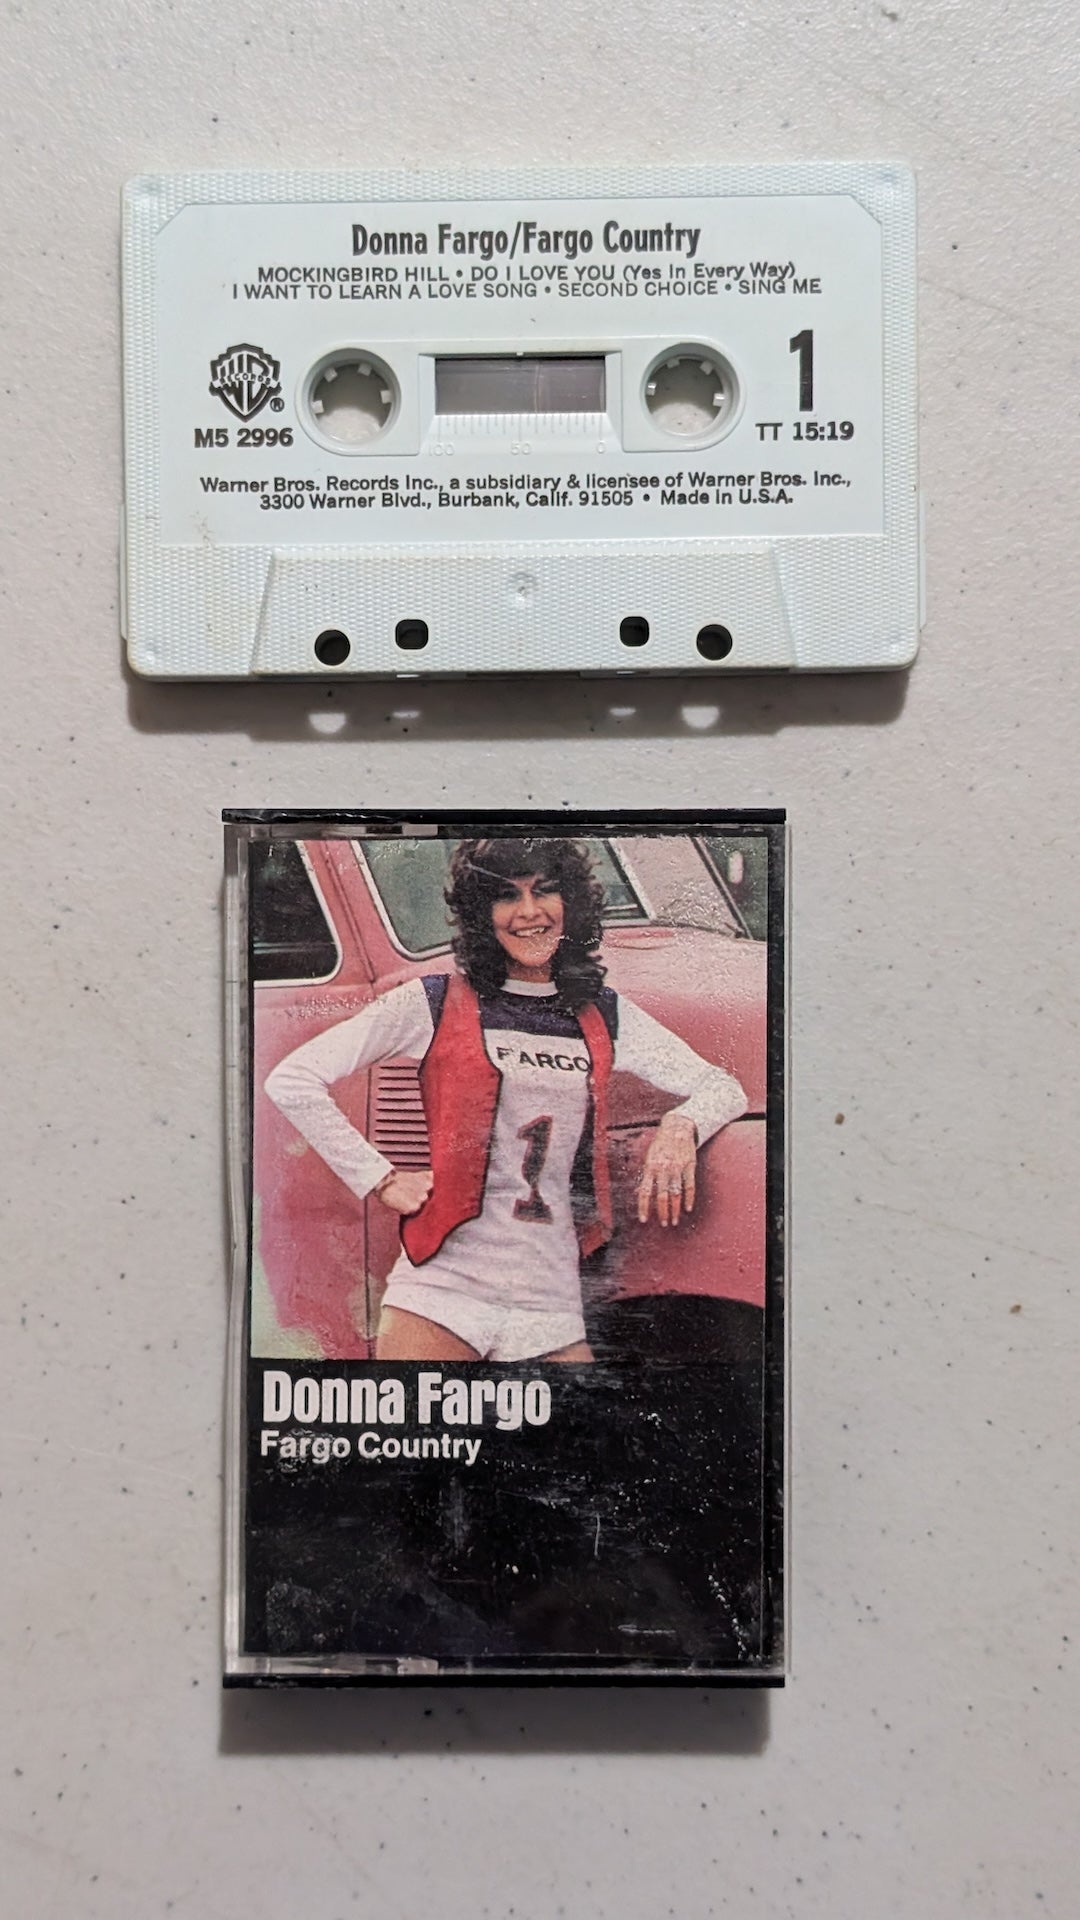 Donna Fargo/Fargo Country
MOCKINGBIRD HILL • DO I LOVE YOU (Yes In Every Way)
I WANT TO LEARN A LOVE SONG • SECOND CHOICE • SING ME
1
WB
RECORDS
®
M5 2996
TT 15:19
100 50 0
Warner Bros. Records Inc., a subsidiary & licensee of Warner Bros. Inc.,
3300 Warner Blvd., Burbank, Calif. 91505 • Made in U.S.A.
FARGO
1
Donna Fargo
Fargo Country